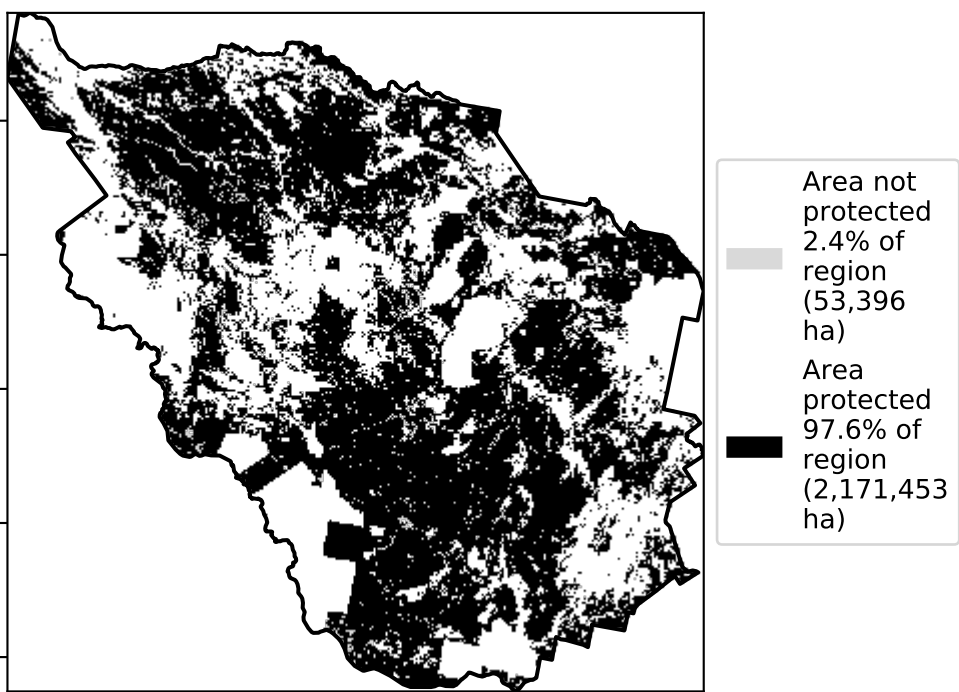 Area not
protected
2.4% of
region
(53,396
ha)
Area
protected
97.6% of
region
(2,171,453
ha)